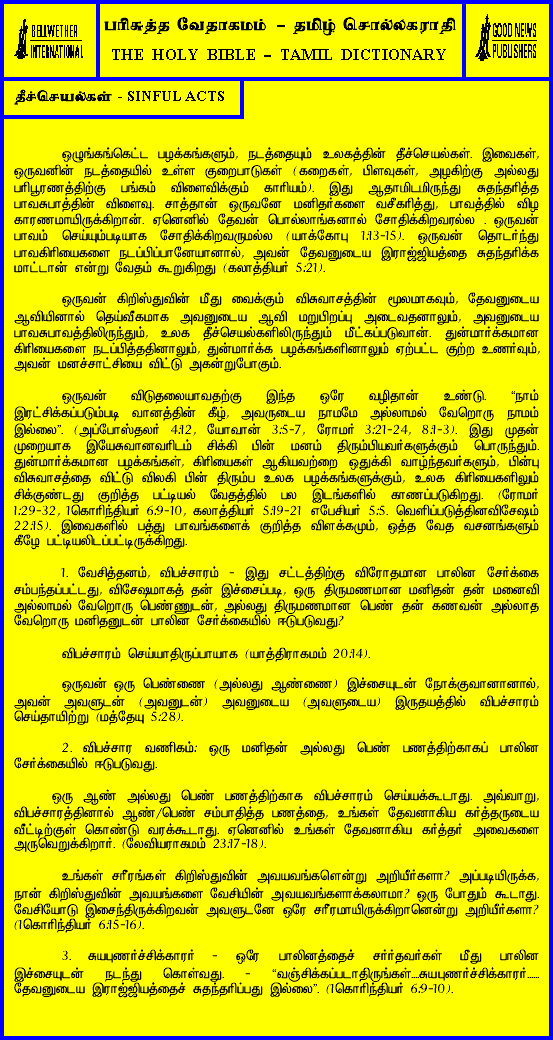 BELLWETHER
INTERNATIONAL
பரிசுத்த வேதாகமம் – தமிழ் சொல்லகராதி
THE HOLY BIBLE – TAMIL DICTIONARY
GOOD NEWS
PUBLISHERS
தீச்செயல்கள் - SINFUL ACTS
ஒழுங்கங்கெட்ட பழக்கங்களும், நடத்தையும் உலகத்தின் தீச்செயல்கள். இவைகள்,
ஒருவனின் நடத்தையில் உள்ள குறைபாடுகள் (கறைகள், பிளவுகள், அழகிற்கு அல்லது
பரிபூரணத்திற்கு பங்கம் விளைவிக்கும் காரியம்). இது ஆதாமிடமிருந்து சுதந்தரித்த
பாவசுபாத்தின் விளைவு. சாத்தான் ஒருவனே மனிதர்களை வசீகரித்து, பாவத்தில் விழ
காரணமாயிருக்கிறான். ஏனெனில் தேவன் பொல்லாங்கனால் சோதிக்கிறவரல்ல . ஒருவன்
பாவம் செய்யும்படியாக சோதிக்கிறவருமல்ல (யாக்கோபு 1:13-15). ஒருவன் தொடர்ந்து
பாவகிரியைகளை நடப்பிப்பானேயானால், அவன் தேவனுடைய இராஜ்ஜியத்தை சுதந்தரிக்க
மாட்டான் என்று வேதம் கூறுகிறது (கலாத்தியர் 5:21).
ஒருவன் கிறிஸ்துவின் மீது வைக்கும் விசுவாசத்தின் மூலமாகவும், தேவனுடைய
ஆவியினால் தெய்வீகமாக அவனுடைய ஆவி மறுபிறப்பு அடைவதனாலும், அவனுடைய
பாவசுபாவத்திலிருந்தும், உலக தீச்செயல்களிலிருந்தும் மீட்கப்படுவான். துன்மார்க்கமான
கிரியைகளை நடப்பித்ததினாலும், துன்மார்க்க பழக்கங்களினாலும் ஏற்பட்ட குற்ற உணர்வும்,
அவன் மனச்சாட்சியை விட்டு அகன்றுபோகும்.
ஒருவன் விடுதலையாவதற்கு இந்த ஒரே வழிதான் உண்டு. “நாம்
இரட்சிக்கப்படும்படி வானத்தின் கீழ், அவருடைய நாமமே அல்லாமல் வேறொரு நாமம்
இல்லை”. (அப்போஸ்தலர் 4:12, யோவான் 3:5-7, ரோமர் 3:21-24, 8:1-3). இது முதன்
முறையாக இயேசுவானவரிடம் சிக்கி பின் மனம் திரும்பியவர்களுக்கும் பொருந்தும்.
துன்மார்க்கமான பழக்கங்கள், கிரியைகள் ஆகியவற்றை ஒதுக்கி வாழ்ந்தவர்களும், பின்பு
விசுவாசத்தை விட்டு விலகி பின் திரும்ப உலக பழக்கங்களுக்கும், உலக கிரியைகளிலும்
சிக்குண்டது குறித்த பட்டியல் வேதத்தில் பல இடங்களில் காணப்படுகிறது. (ரோமர்
1:29-32, 1கொரிந்தியர் 6:9-10, கலாத்தியர் 5:19-21 எபேசியர் 5:5. வெளிப்படுத்தினவிசேஷம்
22:15). இவைகளில் பத்து பாவங்களைக் குறித்த விளக்கமும், ஒத்த வேத வசனங்களும்
கீழே பட்டியலிடப்பட்டிருக்கிறது.
1. வேசித்தனம், விபச்சாரம் - இது சட்டத்திற்கு விரோதமான பாலின சேர்க்கை
சம்பந்தப்பட்டது, விசேஷமாகத் தன் இச்சைப்படி, ஒரு திருமணமான மனிதன் தன் மனைவி
அல்லாமல் வேறொரு பெண்ணுடன், அல்லது திருமணமான பெண் தன் கணவன் அல்லாத
வேறொரு மனிதனுடன் பாலின சேர்க்கையில் ஈடுபடுவது?
விபச்சாரம் செய்யாதிருப்பாயாக (யாத்திராகமம் 20:14).
ஒருவன் ஒரு பெண்ணை (அல்லது ஆண்ணை) இச்சையுடன் நோக்குவானானால்,
அவன் அவளுடன் (அவனுடன்) அவனுடைய (அவளுடைய) இருதயத்தில் விபச்சாரம்
செய்தாயிற்று (மத்தேயு 5:28).
2. விபச்சார வணிகம்: ஒரு மனிதன் அல்லது பெண் பணத்திற்காகப் பாலின
சேர்க்கையில் ஈடுபடுவது.
ஒரு ஆண் அல்லது பெண் பணத்திற்காக விபச்சாரம் செய்யக்கூடாது. அவ்வாறு,
விபச்சாரத்தினால் ஆண்/பெண் சம்பாதித்த பணத்தை, உங்கள் தேவனாகிய கர்த்தருடைய
வீட்டிற்குள் கொண்டு வரக்கூடாது. ஏனெனில் உங்கள் தேவனாகிய கர்த்தர் அவைகளை
அருவெறுக்கிறார். (லேவியராகமம் 23:17-18).
உங்கள் சரீரங்கள் கிறிஸ்துவின் அவயவங்களென்று அறியீர்களா? அப்படியிருக்க,
நான் கிறிஸ்துவின் அவயங்களை வேசியின் அவயவங்களாக்கலாமா? ஒரு போதும் கூடாது.
வேசியோடு இசைந்திருக்கிறவன் அவளுடனே ஒரே சரீரமாயிருக்கிறானென்று அறியீர்களா?
(1கொரிந்தியர் 6:15-16).
3. சுயபுணர்ச்சிக்காரர் - ஒரே பாலினத்தைச் சார்தவர்கள் மீது பாலின
இச்சையுடன் நடந்து கொள்வது. - “வஞ்சிக்கப்படாதிருங்கள்....சுயபுணர்ச்சிக்காரர்......
தேவனுடைய இராஜ்ஜியத்தைச் சுதந்தரிப்பது இல்லை”. (1கொரிந்தியர் 6:9-10).